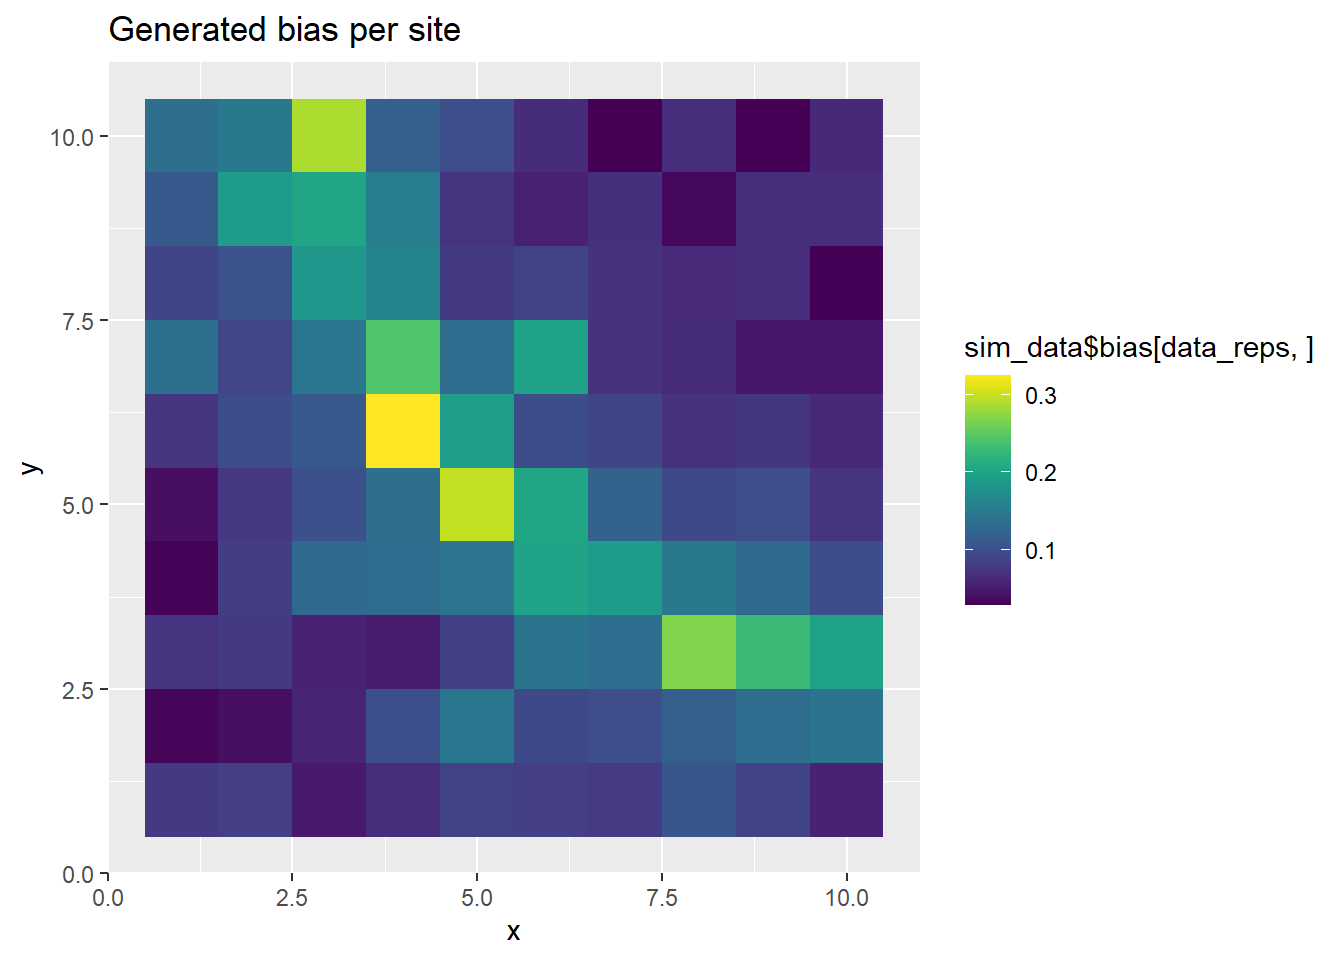 Generated bias per site
10.0
7.5
5.0
2.5
0.0
y
0.0 2.5 5.0 7.5 10.0
x
sim_data$bias[data_reps, ]
0.3
0.2
0.1